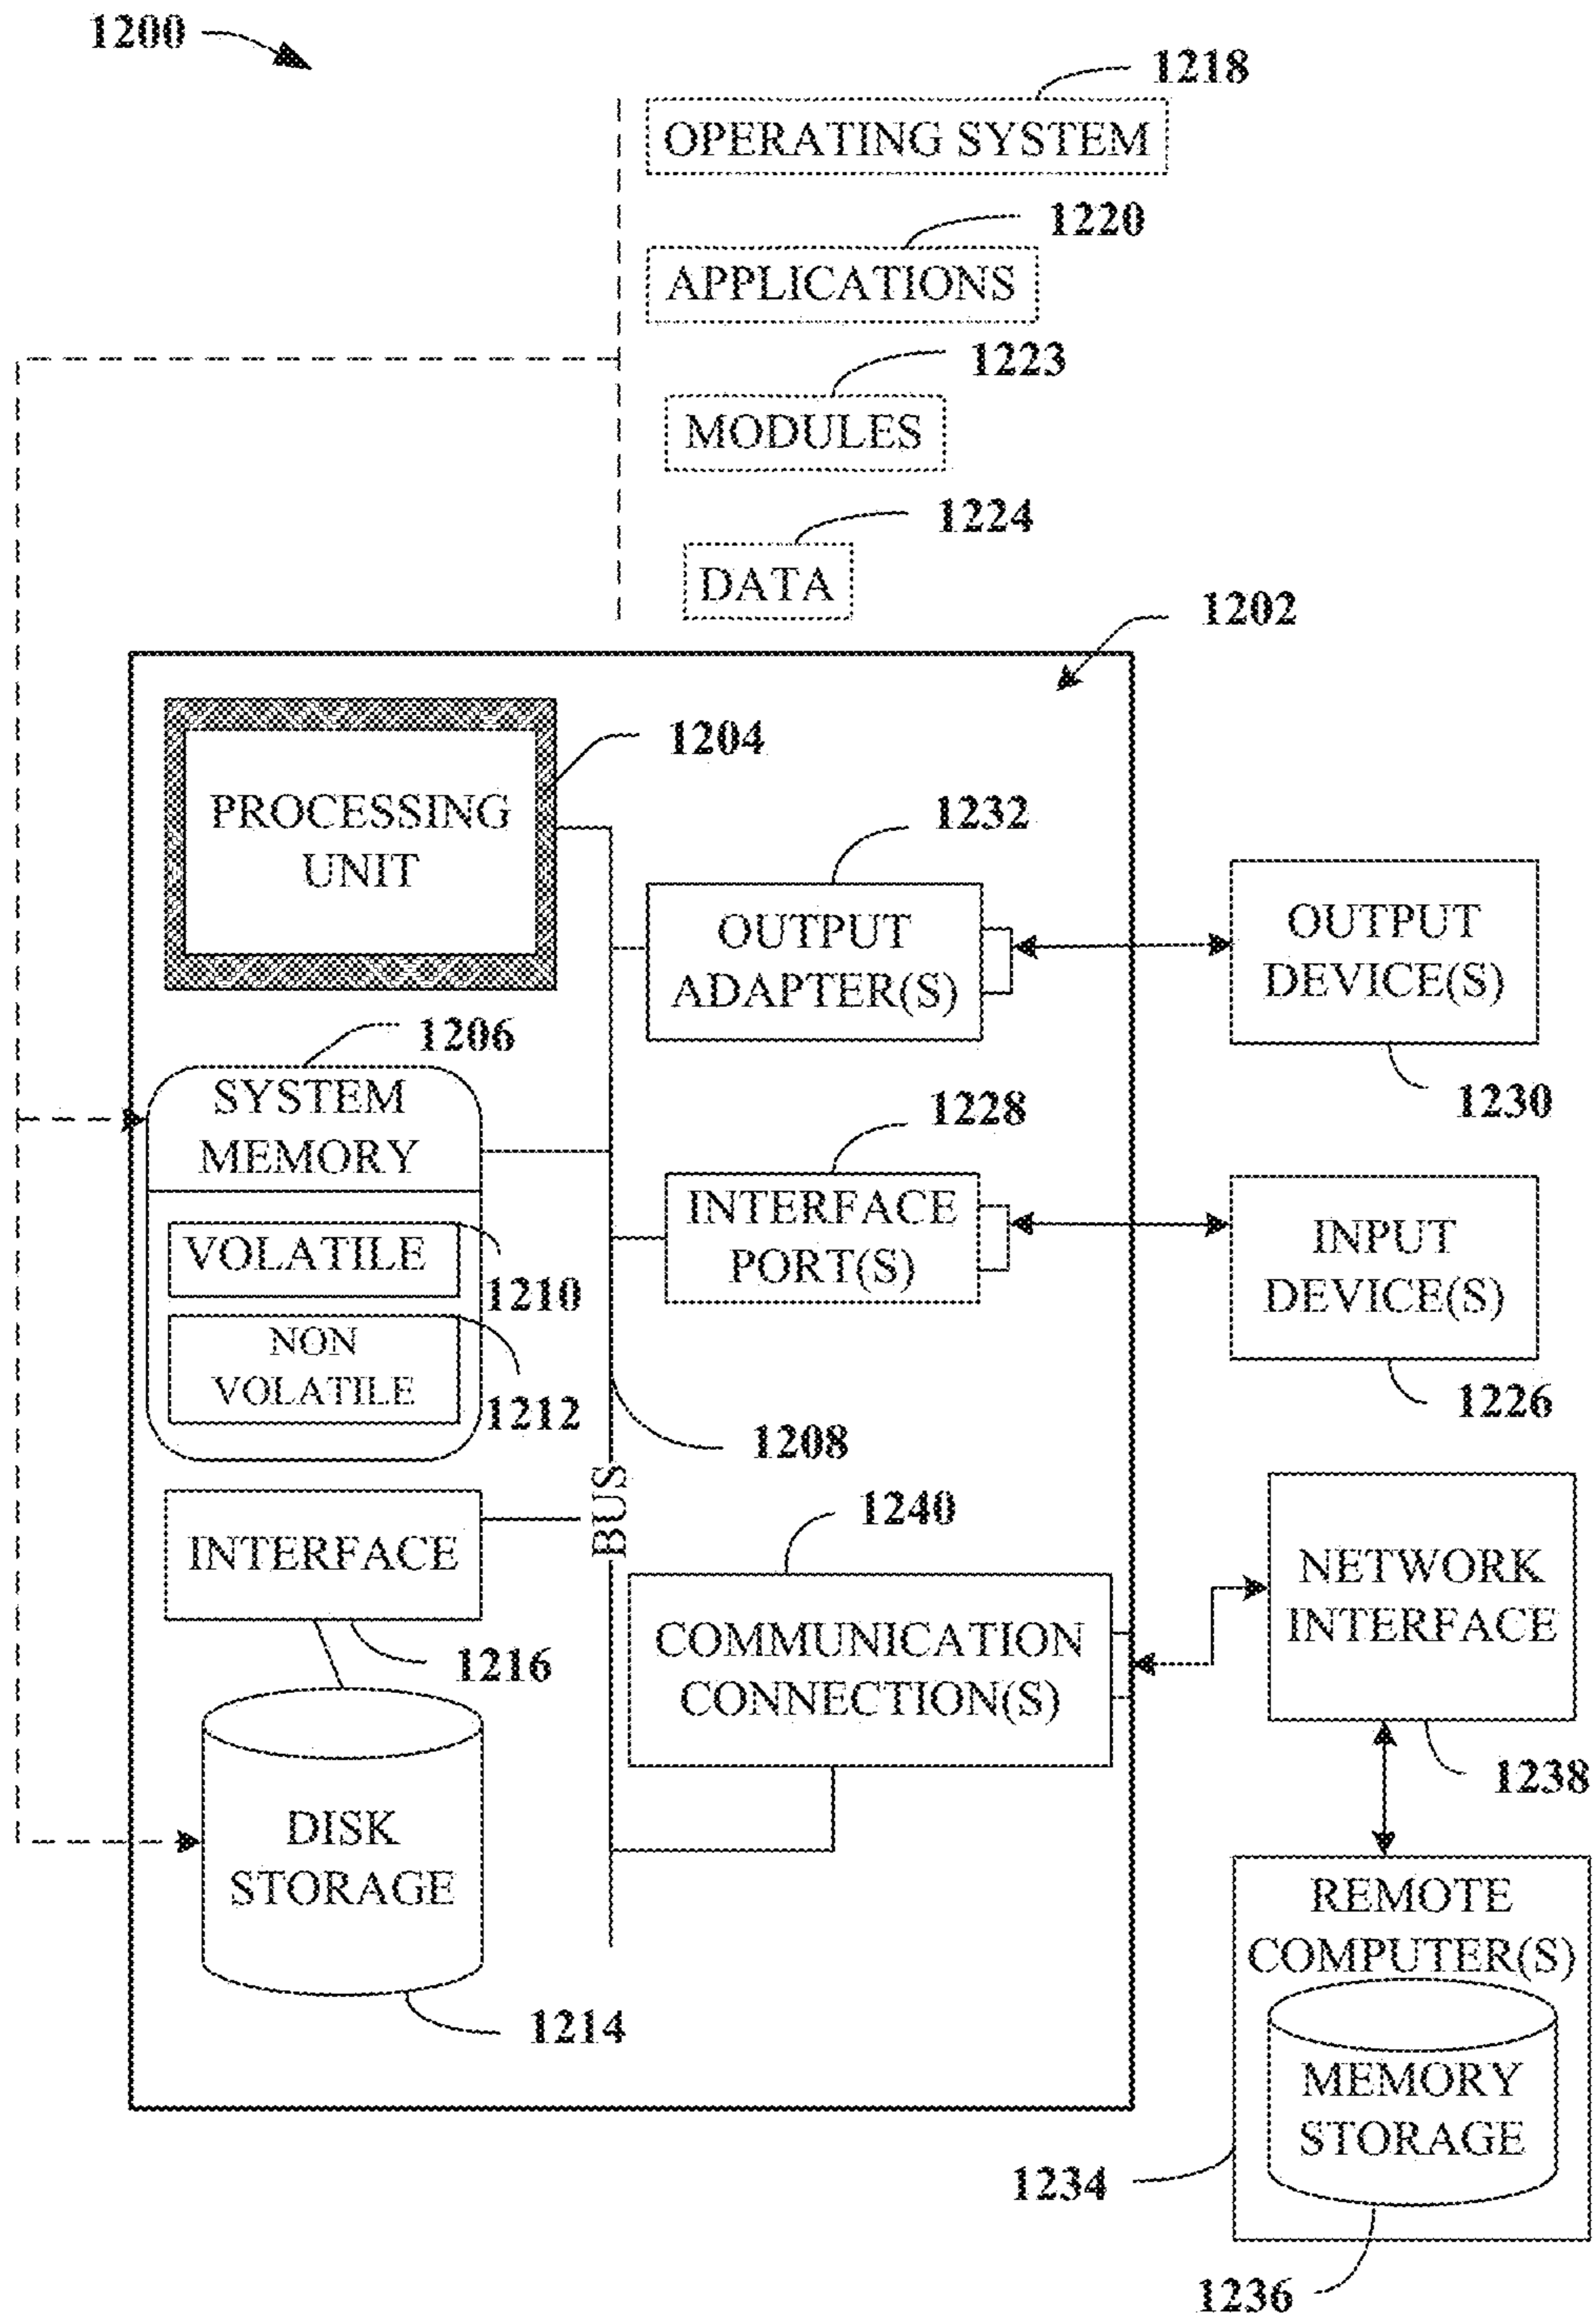 1200
1218
OPERATING SYSTEM
1220
APPLICATIONS
1223
MODULES
1224
DATA
1202
1204
PROCESSING
UNIT
1232
OUTPUT
ADAPTER(S)
OUTPUT
DEVICE(S)
1230
1206
SYSTEM
MEMORY
VOLATILE
1210
NON
VOLATILE
1212
1228
INTERFACE
PORT(S)
INPUT
DEVICE(S)
1226
1208
BUS
INTERFACE
1216
1240
COMMUNICATION
CONNECTION(S)
NETWORK
INTERFACE
1238
DISK
STORAGE
1214
REMOTE
COMPUTER(S)
MEMORY
STORAGE
1234
1236